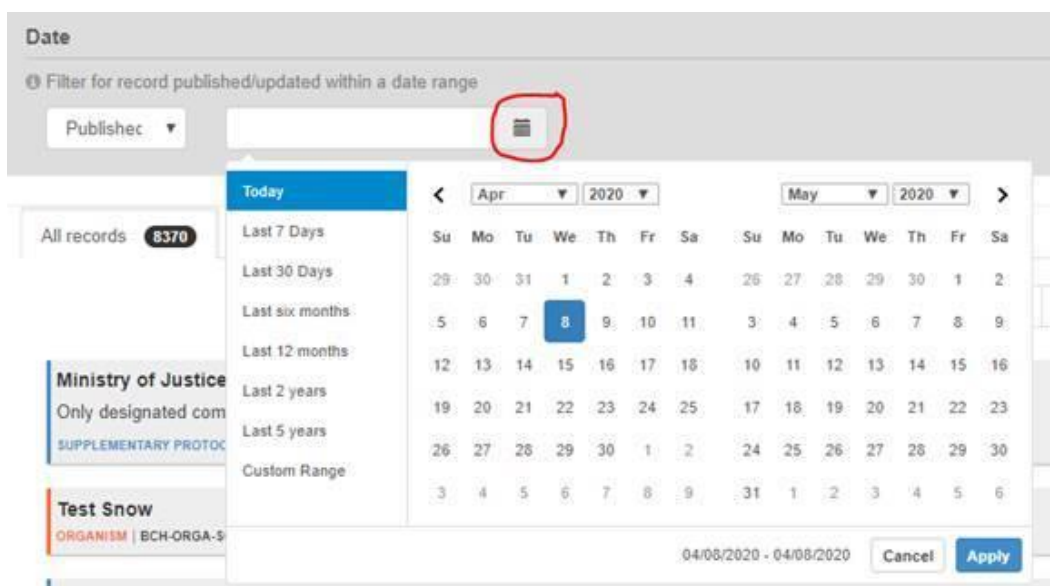 Date
Filter for record published/updated within a date range
Publishec
Today
Last 7 Days
Last 30 Days
Last six months
Last 12 months
Last 2 years
Last 5 years
Custom Range
Apr 2020 May 2020
Su Mo Tu We Th Fr Sa Su Mo Tu We Th Fr Sa
29 30 31 1 2 3 4 26 27 28 29 30 1 2
5 6 7 8 9 10 11 3 4 5 6 7 8 9
12 13 14 15 16 17 18 10 11 12 13 14 15 16
19 20 21 22 23 24 25 17 18 19 20 21 22 23
26 27 28 29 30 1 2 24 25 26 27 28 29 30
3 4 5 6 7 8 9 31 1 2 3 4 5 6
04/08/2020 - 04/08/2020 Cancel Apply
All records 8370
Ministry of Justice
Only designated com
SUPPLEMENTARY PROTOC
Test Snow
ORGANISM | BCH-ORGA-S